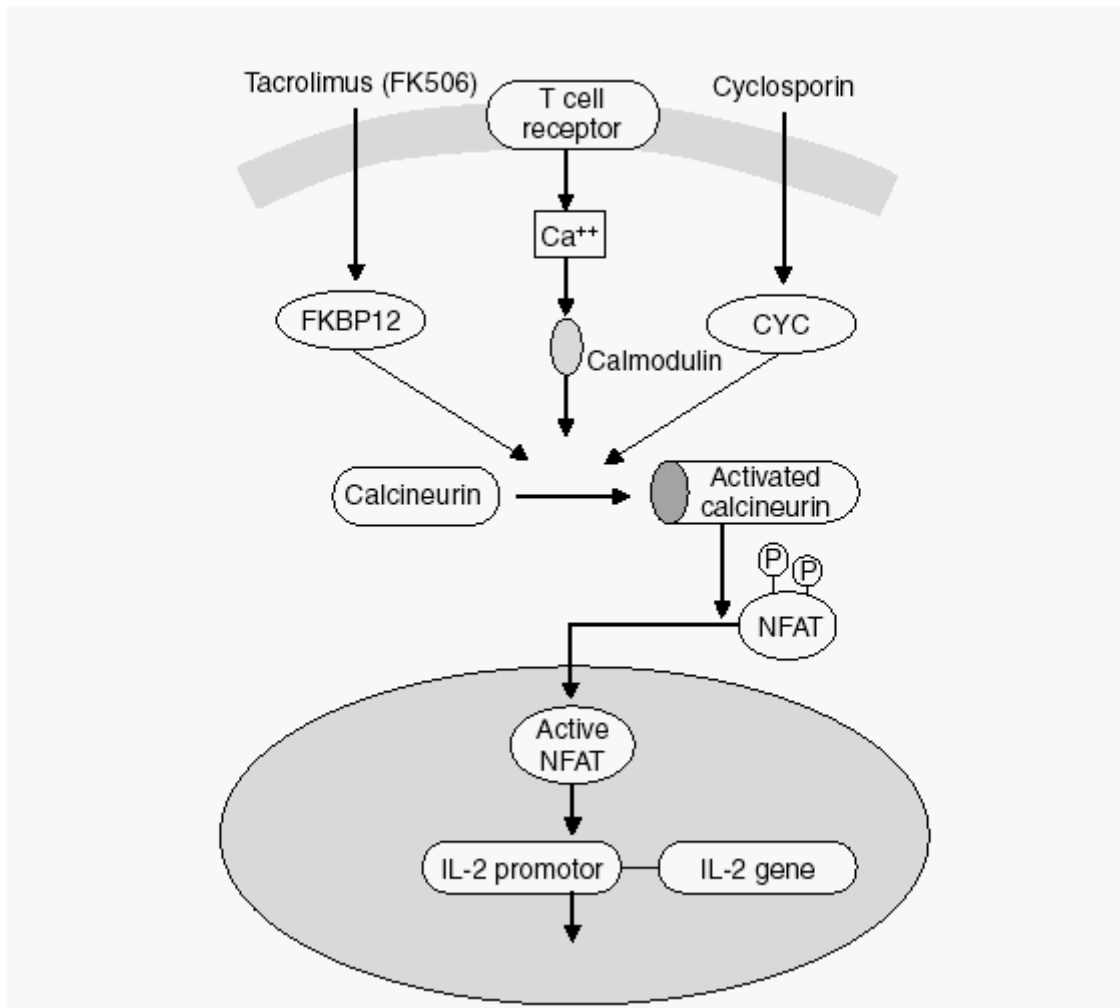 Tacrolimus (FK506)
T cell
receptor
Cyclosporin
Ca++
FKBP12
CYC
Calmodulin
Calcineurin
Activated
calcineurin
P
P
NFAT
Active
NFAT
IL-2 promotor
IL-2 gene